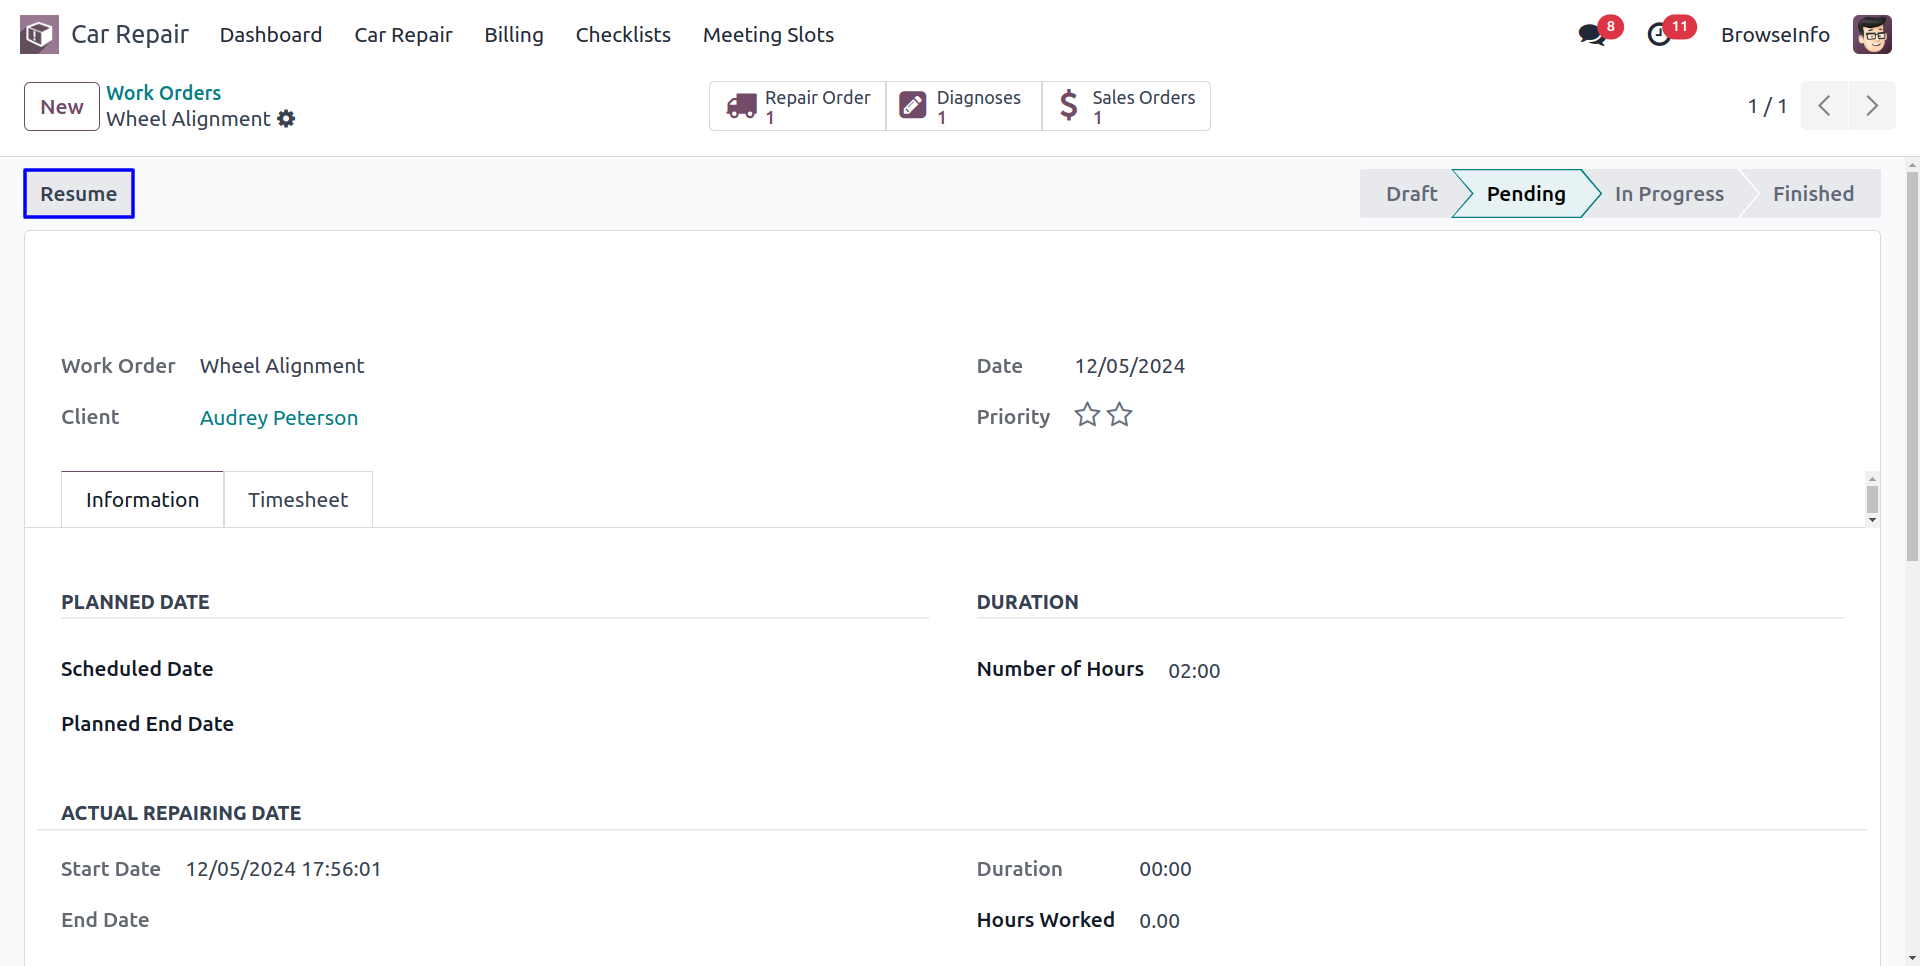 Car Repair Dashboard Car Repair Billing Checklists Meeting Slots 8 11 BrowseInfo
New Work Orders
Wheel Alignment
Repair Order
1
Diagnoses
1
Sales Orders
1
1 / 1
Resume
Draft Pending In Progress Finished
Work Order Wheel Alignment
Date 12/05/2024
Client Audrey Peterson
Priority
Information Timesheet
PLANNED DATE
DURATION
Scheduled Date
Number of Hours 02:00
Planned End Date
ACTUAL REPAIRING DATE
Start Date 12/05/2024 17:56:01
Duration 00:00
End Date
Hours Worked 0.00